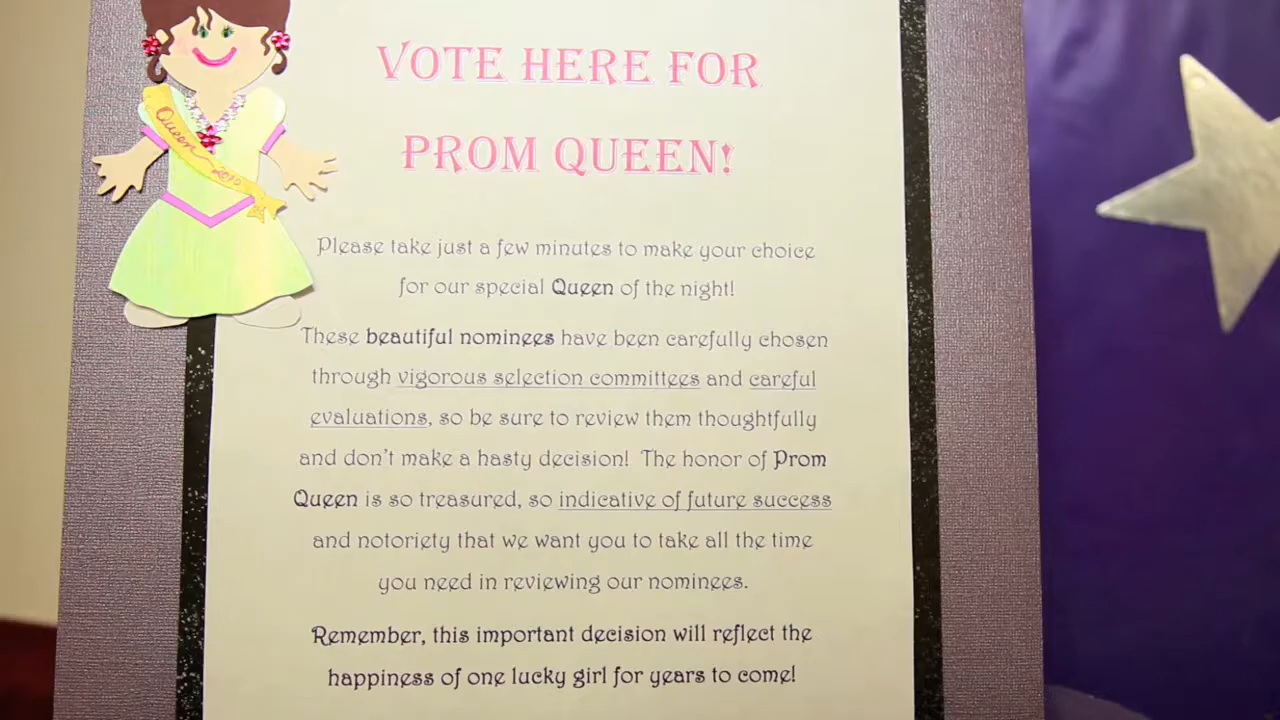 VOTE HERE FOR
PROM QUEEN!
Queen 2010
Please take just a few minutes to make your choice
for our special Queen of the night!
These beautiful nominees have been carefully chosen
through vigorous selection committees and careful
evaluations, so be sure to review them thoughtfully
and don't make a hasty decision! The honor of Prom
Queen is so treasured, so indicative of future success
and notoriety that we want you to take all the time
you need in reviewing our nominees.
Remember, this important decision will reflect the
happiness of one lucky girl for years to come!